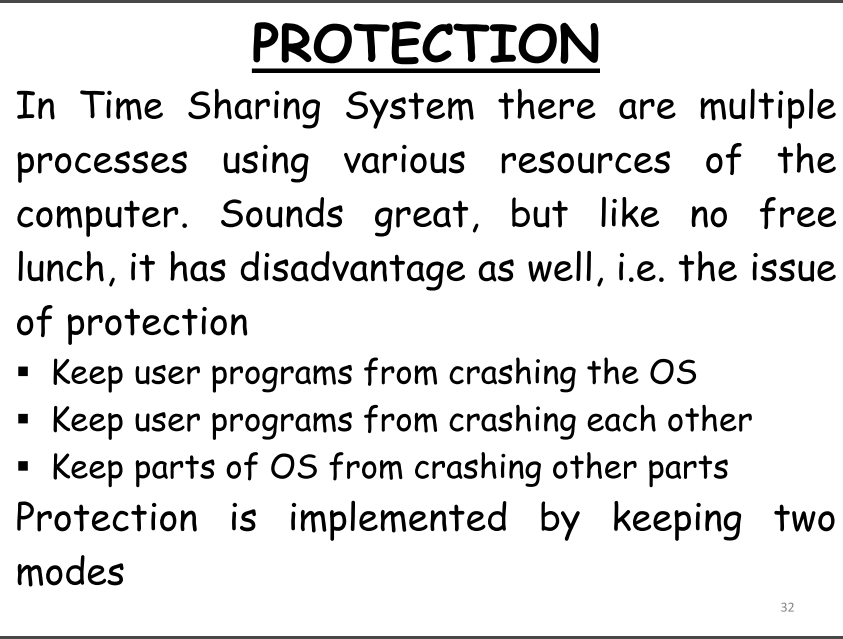 PROTECTION
In Time Sharing System there are multiple
processes using various resources of the
computer. Sounds great, but like no free
lunch, it has disadvantage as well, i.e. the issue
of protection
▪ Keep user programs from crashing the OS
▪ Keep user programs from crashing each other
▪ Keep parts of OS from crashing other parts
Protection is implemented by keeping two
modes
32